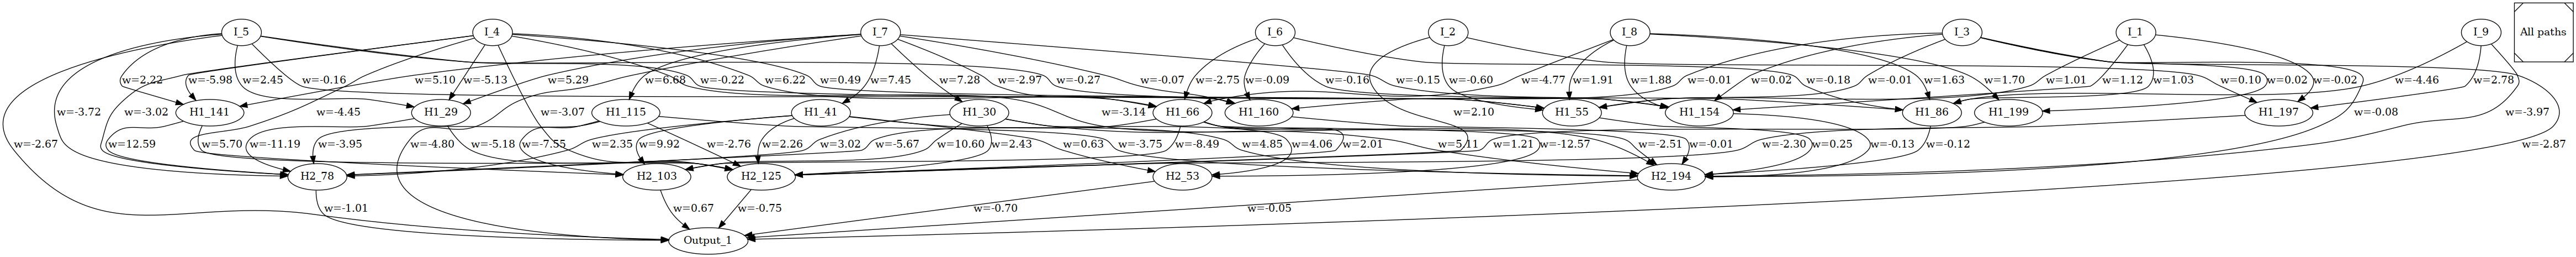 I_5 I_4 I_7 I_6 I_2 I_8 I_3 I_1 I_9 All paths
w=2.22 w=-5.98 w=2.45 w=-0.16 w=5.10 w=-5.13 w=5.29 w=6.68 w=-0.22 w=6.22 w=0.49 w=7.45 w=7.28 w=-2.97 w=-0.27 w=-0.07 w=-2.75 w=-0.09 w=-0.16 w=-0.15 w=-0.60 w=-4.77 w=1.91 w=1.88 w=-0.01 w=0.02 w=-0.18 w=-0.01 w=1.63 w=1.70 w=1.01 w=1.12 w=1.03 w=0.10 w=0.02 w=-0.02 w=-4.46 w=2.78
w=-3.72 w=-3.02 H1_141 w=-4.45 H1_29 w=-3.07 H1_115 H1_41 H1_30 w=-3.14 H1_66 H1_160 w=2.10 H1_55 H1_154 H1_86 H1_199 H1_197 w=-0.08 w=-3.97
w=-2.67 w=12.59 w=5.70 w=-11.19 w=-3.95 w=-4.80 w=-5.18 w=-7.55 w=2.35 w=9.92 w=-2.76 w=2.26 w=3.02 w=-5.67 w=10.60 w=2.43 w=0.63 w=-3.75 w=-8.49 w=4.85 w=4.06 w=2.01 w=5.11 w=1.21 w=-12.57 w=-2.51 w=-0.01 w=-2.30 w=0.25 w=-0.13 w=-0.12 w=-2.87
H2_78 H2_103 H2_125 H2_53 H2_194
w=-1.01 w=0.67 w=-0.75 w=-0.70 w=-0.05
Output_1